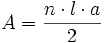 A = \frac{n \cdot l \cdot a}{2}